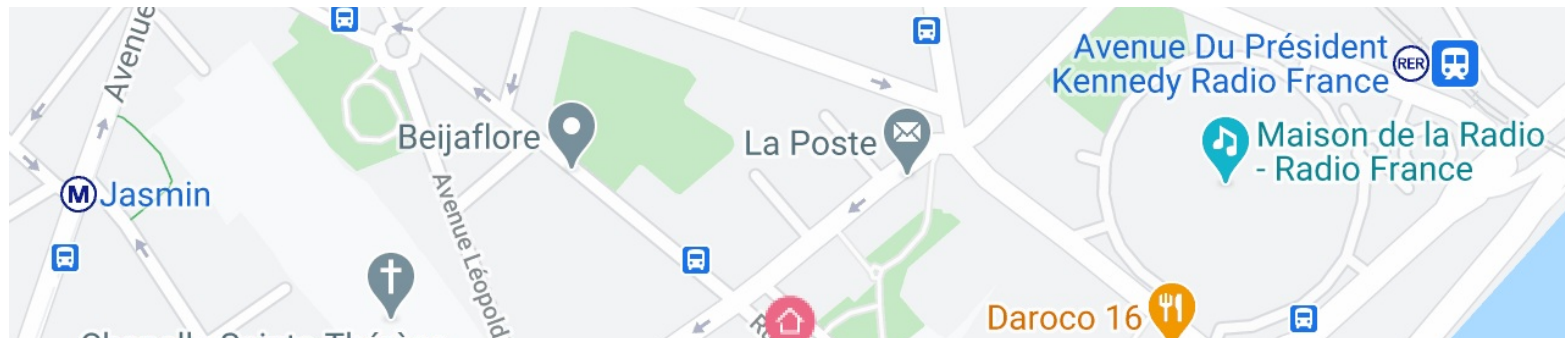 Avenue
Avenue Du Président
Kennedy Radio France
RER
Beijaflore
La Poste
Maison de la Radio
- Radio France
M Jasmin
Avenue Léopold
Daroco 16